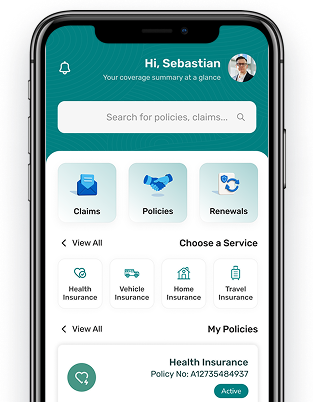 Hi, Sebastian
Your coverage summary at a glance
Search for policies, claims...
Claims
Policies
Renewals
View All
Choose a Service
Health
Insurance
Vehicle
Insurance
Home
Insurance
Travel
Insurance
View All
My Policies
Health Insurance
Policy No: A12735484937
Active